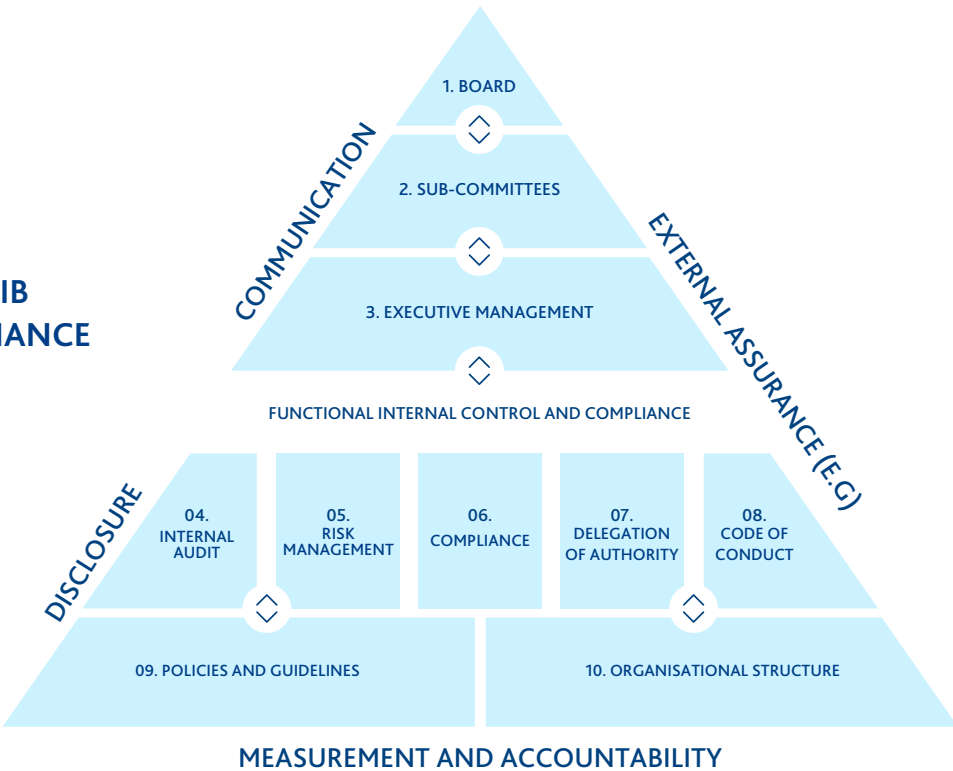 1. BOARD
COMMUNICATION
2. SUB-COMMITTEES
EXTERNAL ASSURANCE (E.G)
IB
IANCE
3. EXECUTIVE MANAGEMENT
FUNCTIONAL INTERNAL CONTROL AND COMPLIANCE
DISCLOSURE
04.
INTERNAL
AUDIT
05.
RISK
MANAGEMENT
06.
COMPLIANCE
07.
DELEGATION
OF AUTHORITY
08.
CODE OF
CONDUCT
09. POLICIES AND GUIDELINES
10. ORGANISATIONAL STRUCTURE
MEASUREMENT AND ACCOUNTABILITY